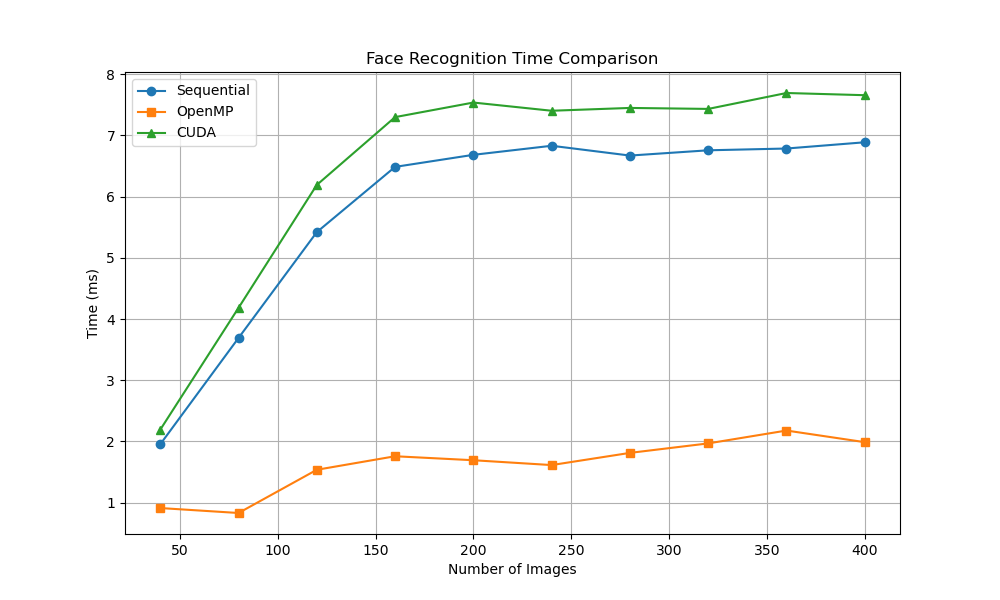 Face Recognition Time Comparison
Sequential
OpenMP
CUDA
8
7
6
5
4
3
2
1
Time (ms)
50 100 150 200 250 300 350 400
Number of Images